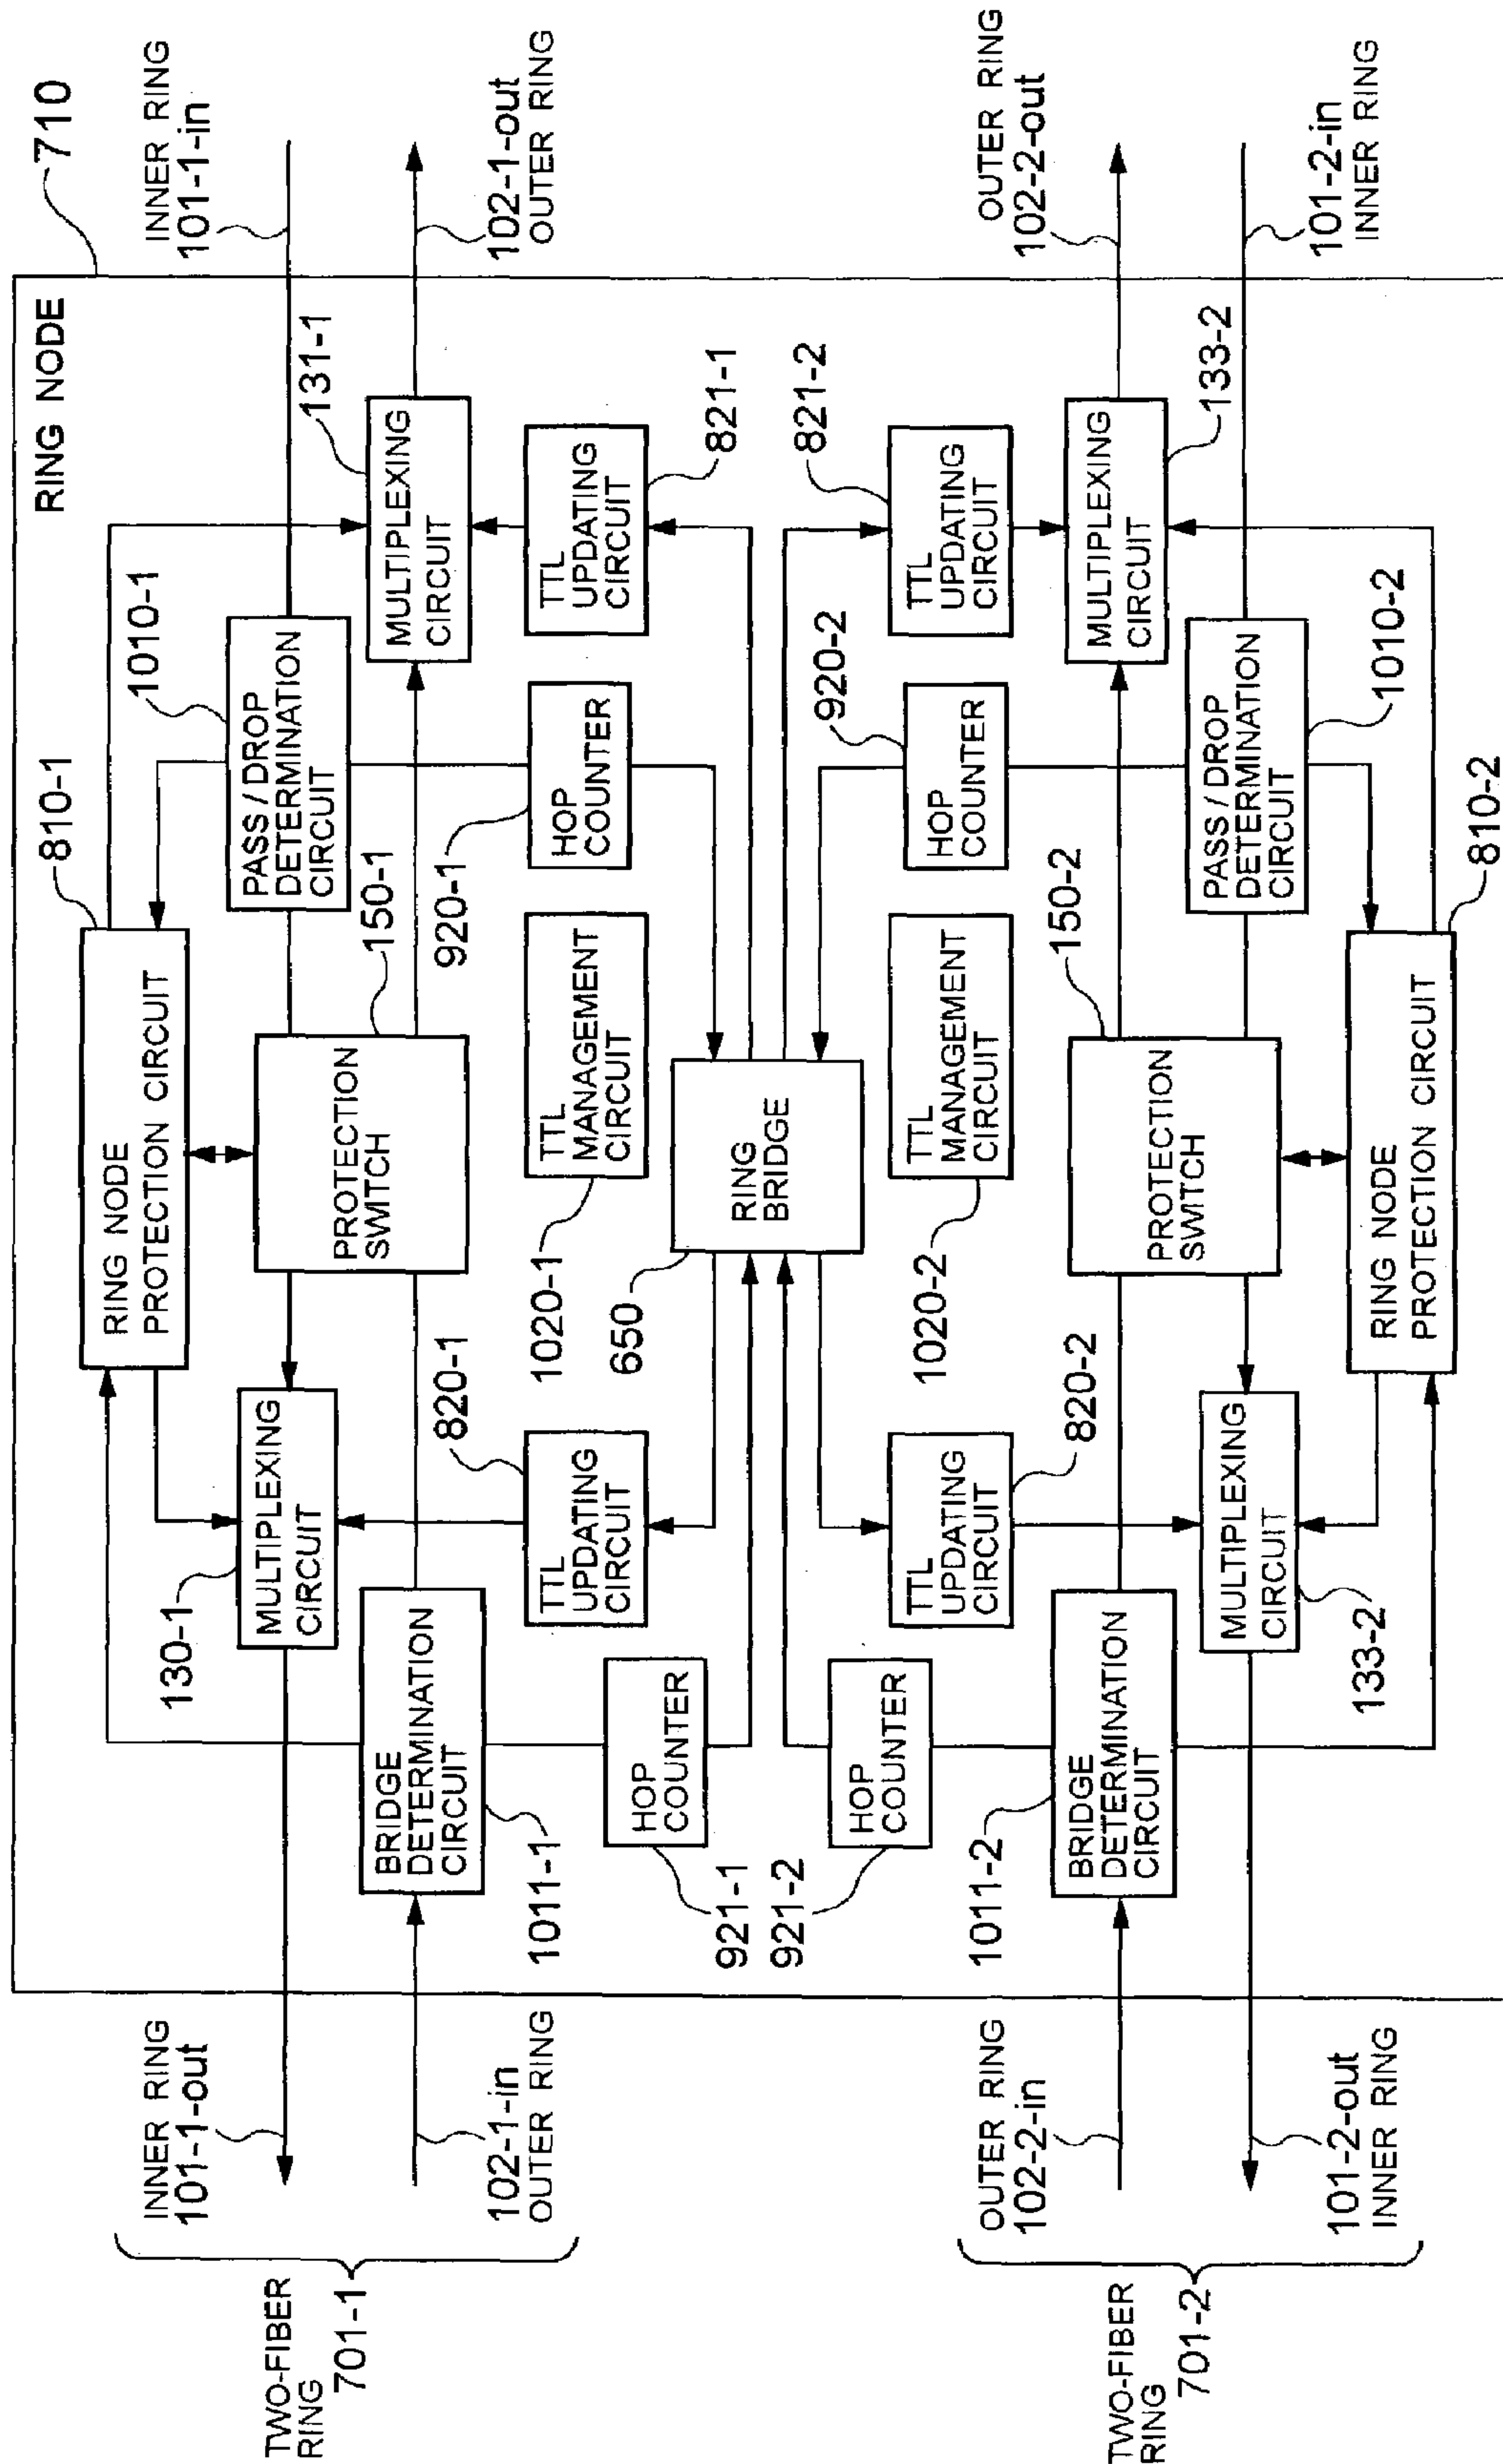 RING NODE
710
TWO-FIBER
RING
701-1
INNER RING
101-1-out
102-1-in
OUTER RING
INNER RING
101-1-in
102-1-out
OUTER RING
RING NODE
PROTECTION CIRCUIT
810-1
MULTIPLEXING
CIRCUIT
130-1
PROTECTION
SWITCH
150-1
PASS / DROP
DETERMINATION
CIRCUIT
1010-1
BRIDGE
DETERMINATION
CIRCUIT
1011-1
MULTIPLEXING
CIRCUIT
131-1
HOP
COUNTER
921-1
TTL
UPDATING
CIRCUIT
820-1
TTL
MANAGEMENT
CIRCUIT
1020-1
HOP
COUNTER
920-1
TTL
UPDATING
CIRCUIT
821-1
RING
BRIDGE
650
HOP
COUNTER
921-2
TTL
UPDATING
CIRCUIT
820-2
TTL
MANAGEMENT
CIRCUIT
1020-2
HOP
COUNTER
920-2
TTL
UPDATING
CIRCUIT
821-2
TWO-FIBER
RING
701-2
OUTER RING
102-2-in
101-2-out
INNER RING
OUTER RING
102-2-out
101-2-in
INNER RING
BRIDGE
DETERMINATION
CIRCUIT
1011-2
PROTECTION
SWITCH
150-2
MULTIPLEXING
CIRCUIT
133-2
MULTIPLEXING
CIRCUIT
133-2
PASS / DROP
DETERMINATION
CIRCUIT
1010-2
RING NODE
PROTECTION CIRCUIT
810-2